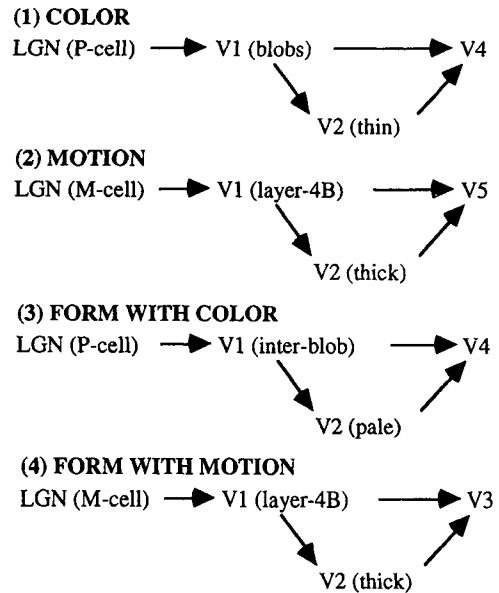 (1) COLOR
LGN (P-cell) V1 (blobs) V4
V2 (thin)
(2) MOTION
LGN (M-cell) V1 (layer-4B) V5
V2 (thick)
(3) FORM WITH COLOR
LGN (P-cell) V1 (inter-blob) V4
V2 (pale)
(4) FORM WITH MOTION
LGN (M-cell) V1 (layer-4B) V3
V2 (thick)